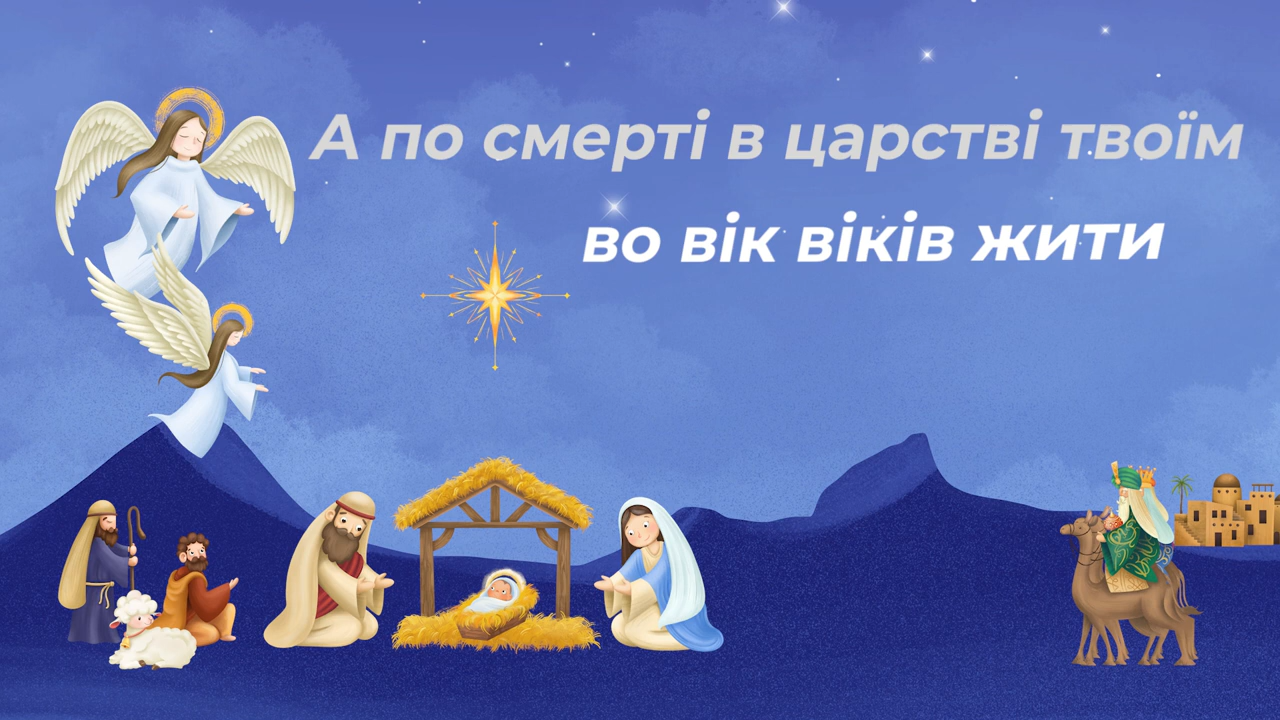 А по смерті в царстві твоїм
во вік віків жити